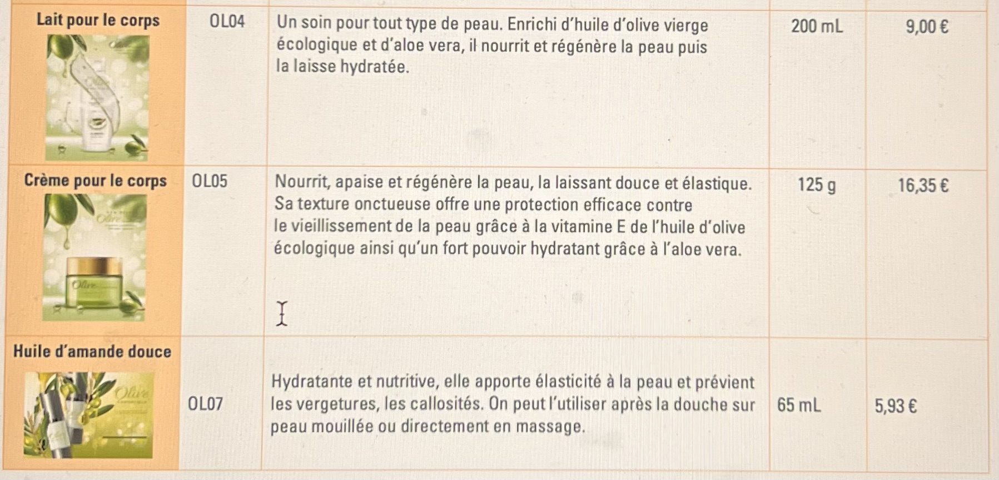 Lait pour le corps
OL04
Un soin pour tout type de peau. Enrichi d'huile d'olive vierge
écologique et d'aloe vera, il nourrit et régénère la peau puis
la laisse hydratée.
200 mL
9,00 €
Crème pour le corps
OL05
Nourrit, apaise et régénère la peau, la laissant douce et élastique.
Sa texture onctueuse offre une protection efficace contre
le vieillissement de la peau grâce à la vitamine E de l'huile d'olive
écologique ainsi qu'un fort pouvoir hydratant grâce à l'aloe vera.
125 g
16,35 €
Olive
Olive
Huile d'amande douce
Olive
OL07
Hydratante et nutritive, elle apporte élasticité à la peau et prévient
les vergetures, les callosités. On peut l'utiliser après la douche sur
peau mouillée ou directement en massage.
65 mL
5,93 €